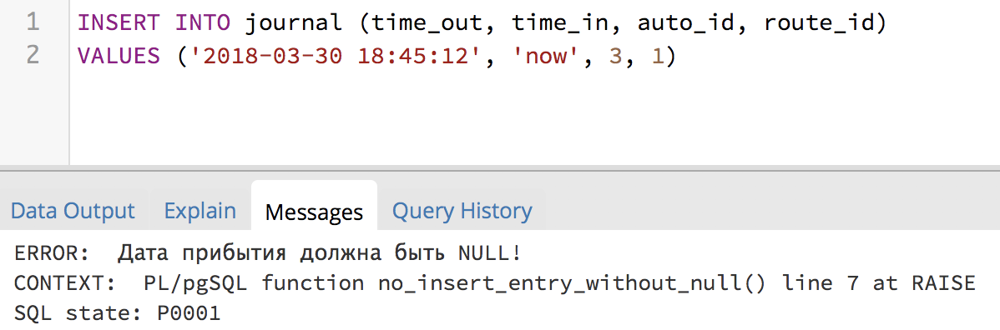 1 INSERT INTO journal (time_out, time_in, auto_id, route_id)
2 VALUES ('2018-03-30 18:45:12', 'now', 3, 1)
Data Output Explain Messages Query History
ERROR:  Дата прибытия должна быть NULL!
CONTEXT:  PL/pgSQL function no_insert_entry_without_null() line 7 at RAISE
SQL state: P0001